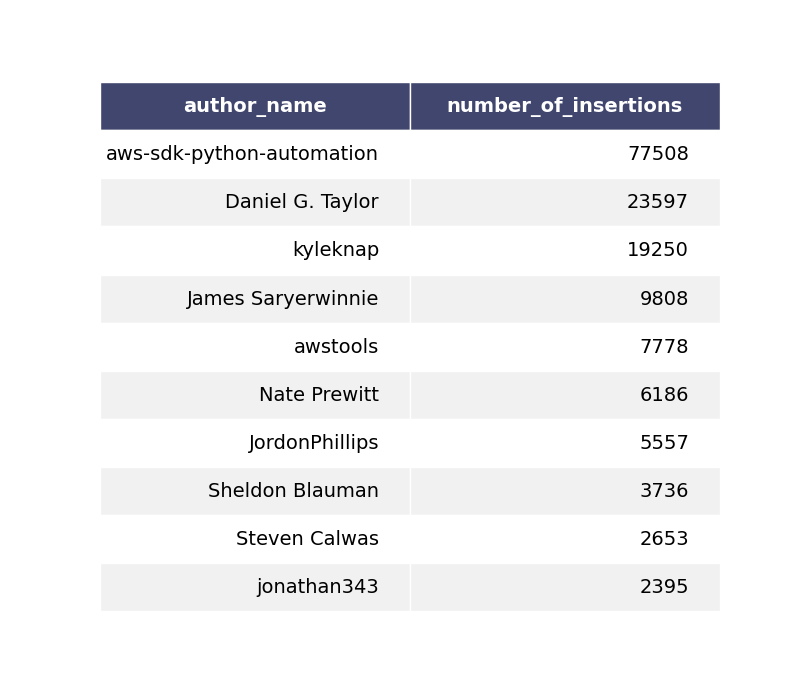 author_name number_of_insertions
aws-sdk-python-automation 77508
Daniel G. Taylor 23597
kyleknap 19250
James Saryerwinnie 9808
awstools 7778
Nate Prewitt 6186
JordonPhillips 5557
Sheldon Blauman 3736
Steven Calwas 2653
jonathan343 2395